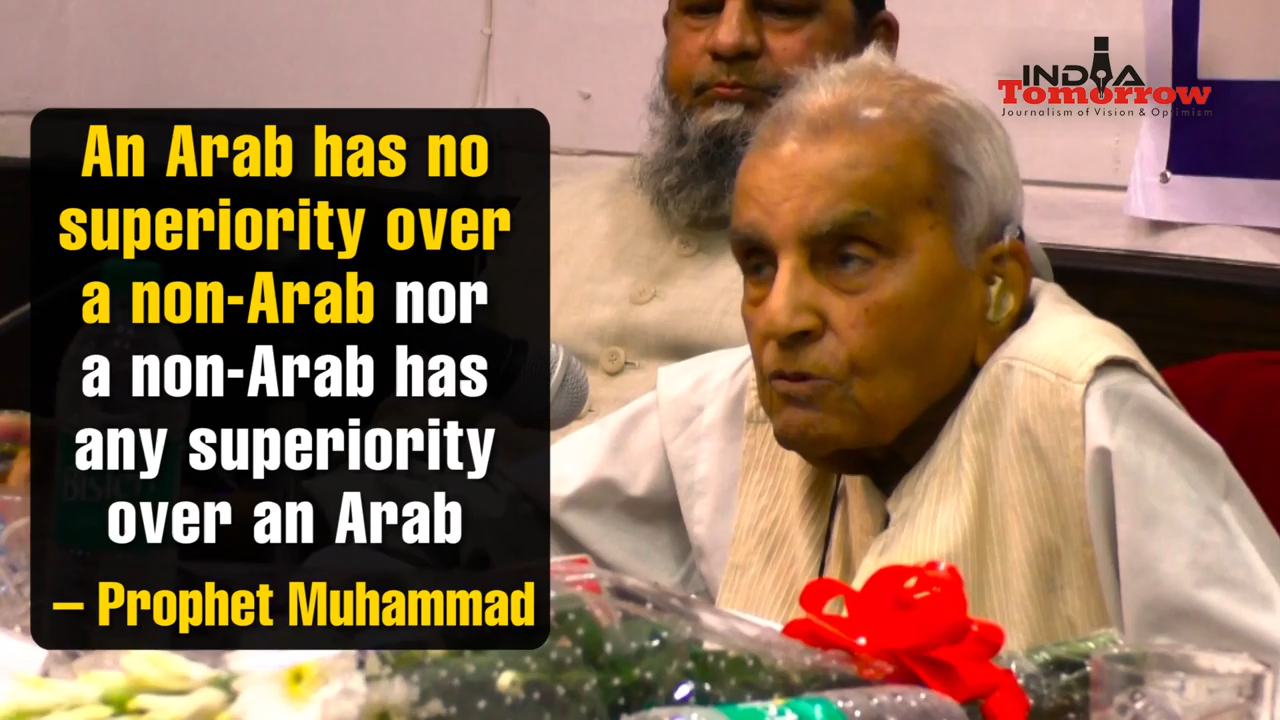 An Arab has no
superiority over
a non-Arab nor
a non-Arab has
any superiority
over an Arab
– Prophet Muhammad
INDIA
Tomorrow
Journalism of Vision & Optimism